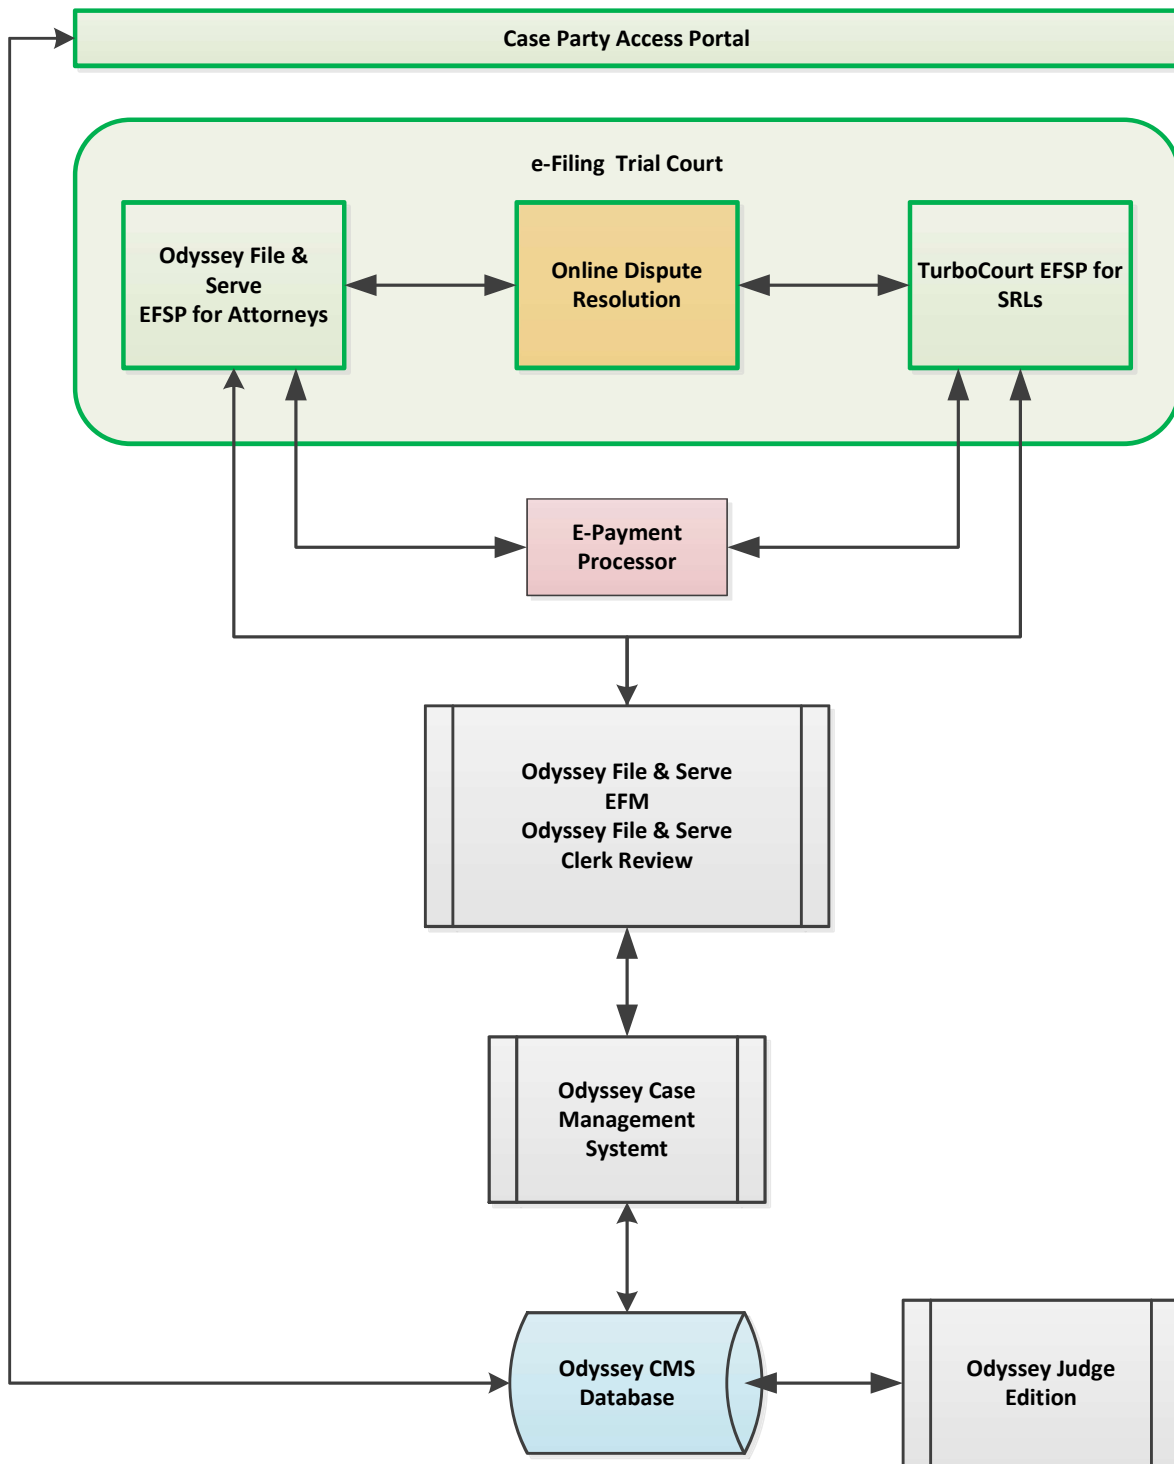 Case Party Access Portal
e-Filing Trial Court
Odyssey File &
Serve
EFSP for Attorneys
Online Dispute
Resolution
TurboCourt EFSP for
SRLs
E-Payment
Processor
Odyssey File & Serve
EFM
Odyssey File & Serve
Clerk Review
Odyssey Case
Management
Systemt
Odyssey CMS
Database
Odyssey Judge
Edition